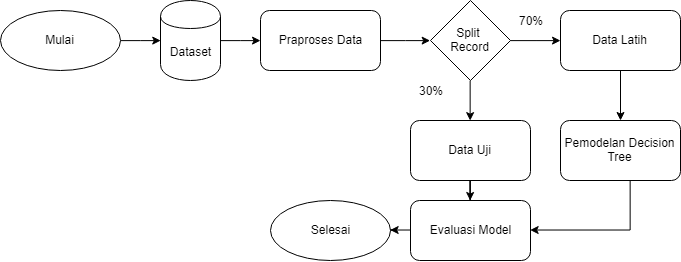 Mulai
Dataset
Praproses Data
Split
Record
70%
Data Latih
30%
Data Uji
Pemodelan Decision
Tree
Selesai
Evaluasi Model